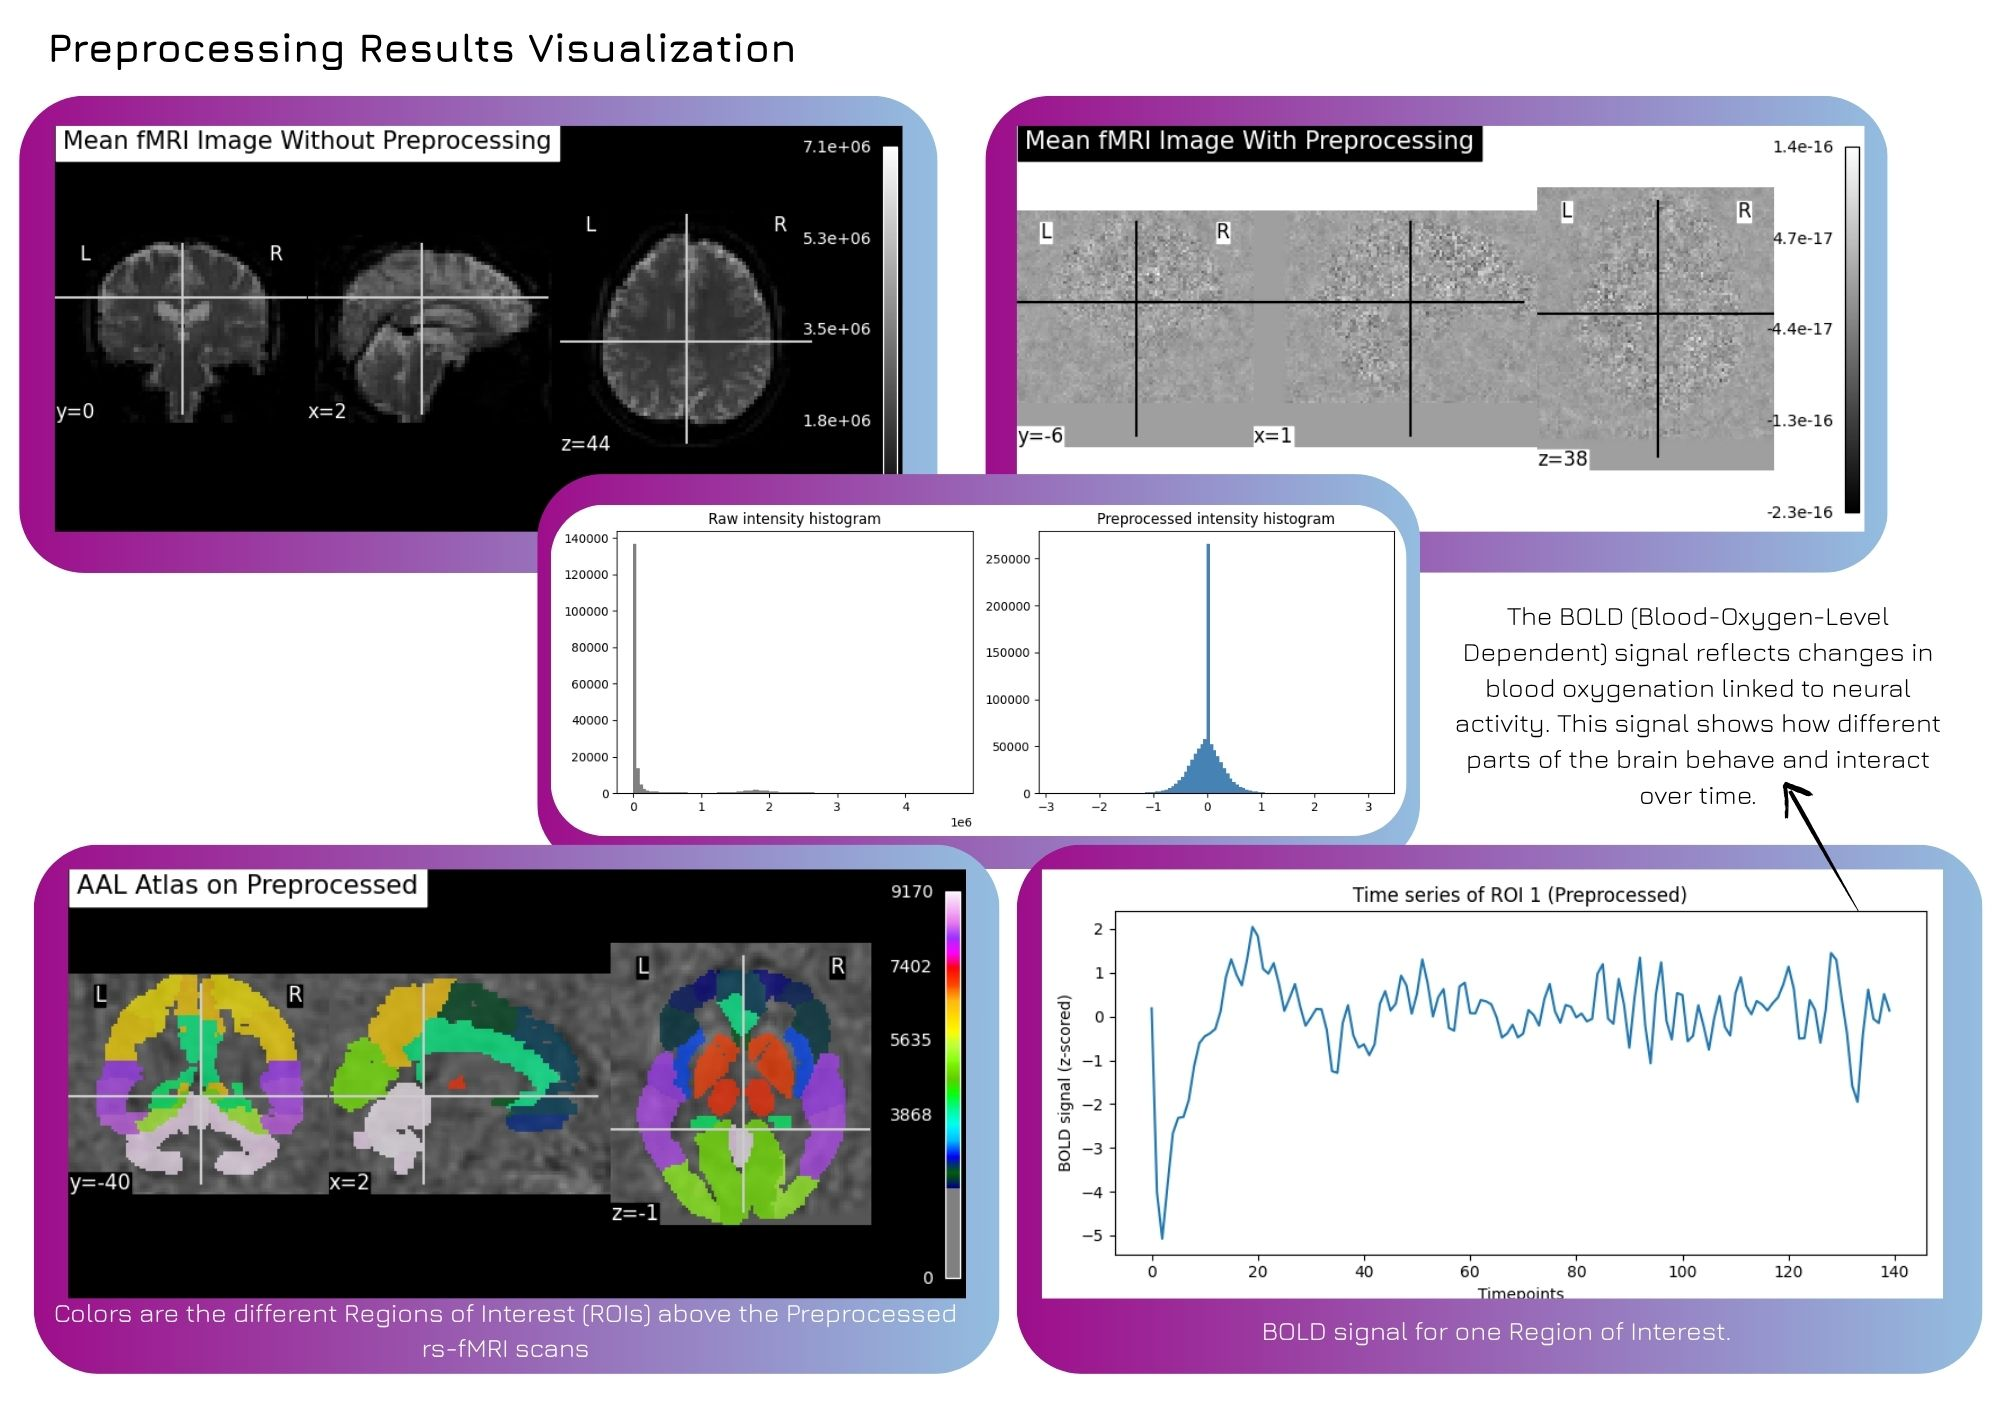 Preprocessing Results Visualization
Mean fMRI Image Without Preprocessing
7.1e+06
5.3e+06
3.5e+06
1.8e+06
L
R
L
R
y=0
x=2
z=44
Mean fMRI Image With Preprocessing
1.4e-16
4.7e-17
-4.4e-17
-1.3e-16
-2.3e-16
L
R
L
R
y=-6
x=1
z=38
Raw intensity histogram
140000
120000
100000
80000
60000
40000
20000
0
0 1 2 3 4
1e6
Preprocessed intensity histogram
250000
200000
150000
100000
50000
0
−3 −2 −1 0 1 2 3
The BOLD (Blood-Oxygen-Level
Dependent) signal reflects changes in
blood oxygenation linked to neural
activity. This signal shows how different
parts of the brain behave and interact
over time.
AAL Atlas on Preprocessed
9170
7402
5635
3868
0
L
R
L
R
y=-40
x=2
z=-1
Colors are the different Regions of Interest (ROIs) above the Preprocessed
rs-fMRI scans
Time series of ROI 1 (Preprocessed)
BOLD signal (z-scored)
2
1
0
−1
−2
−3
−4
−5
0 20 40 60 80 100 120 140
Timepoints
BOLD signal for one Region of Interest.